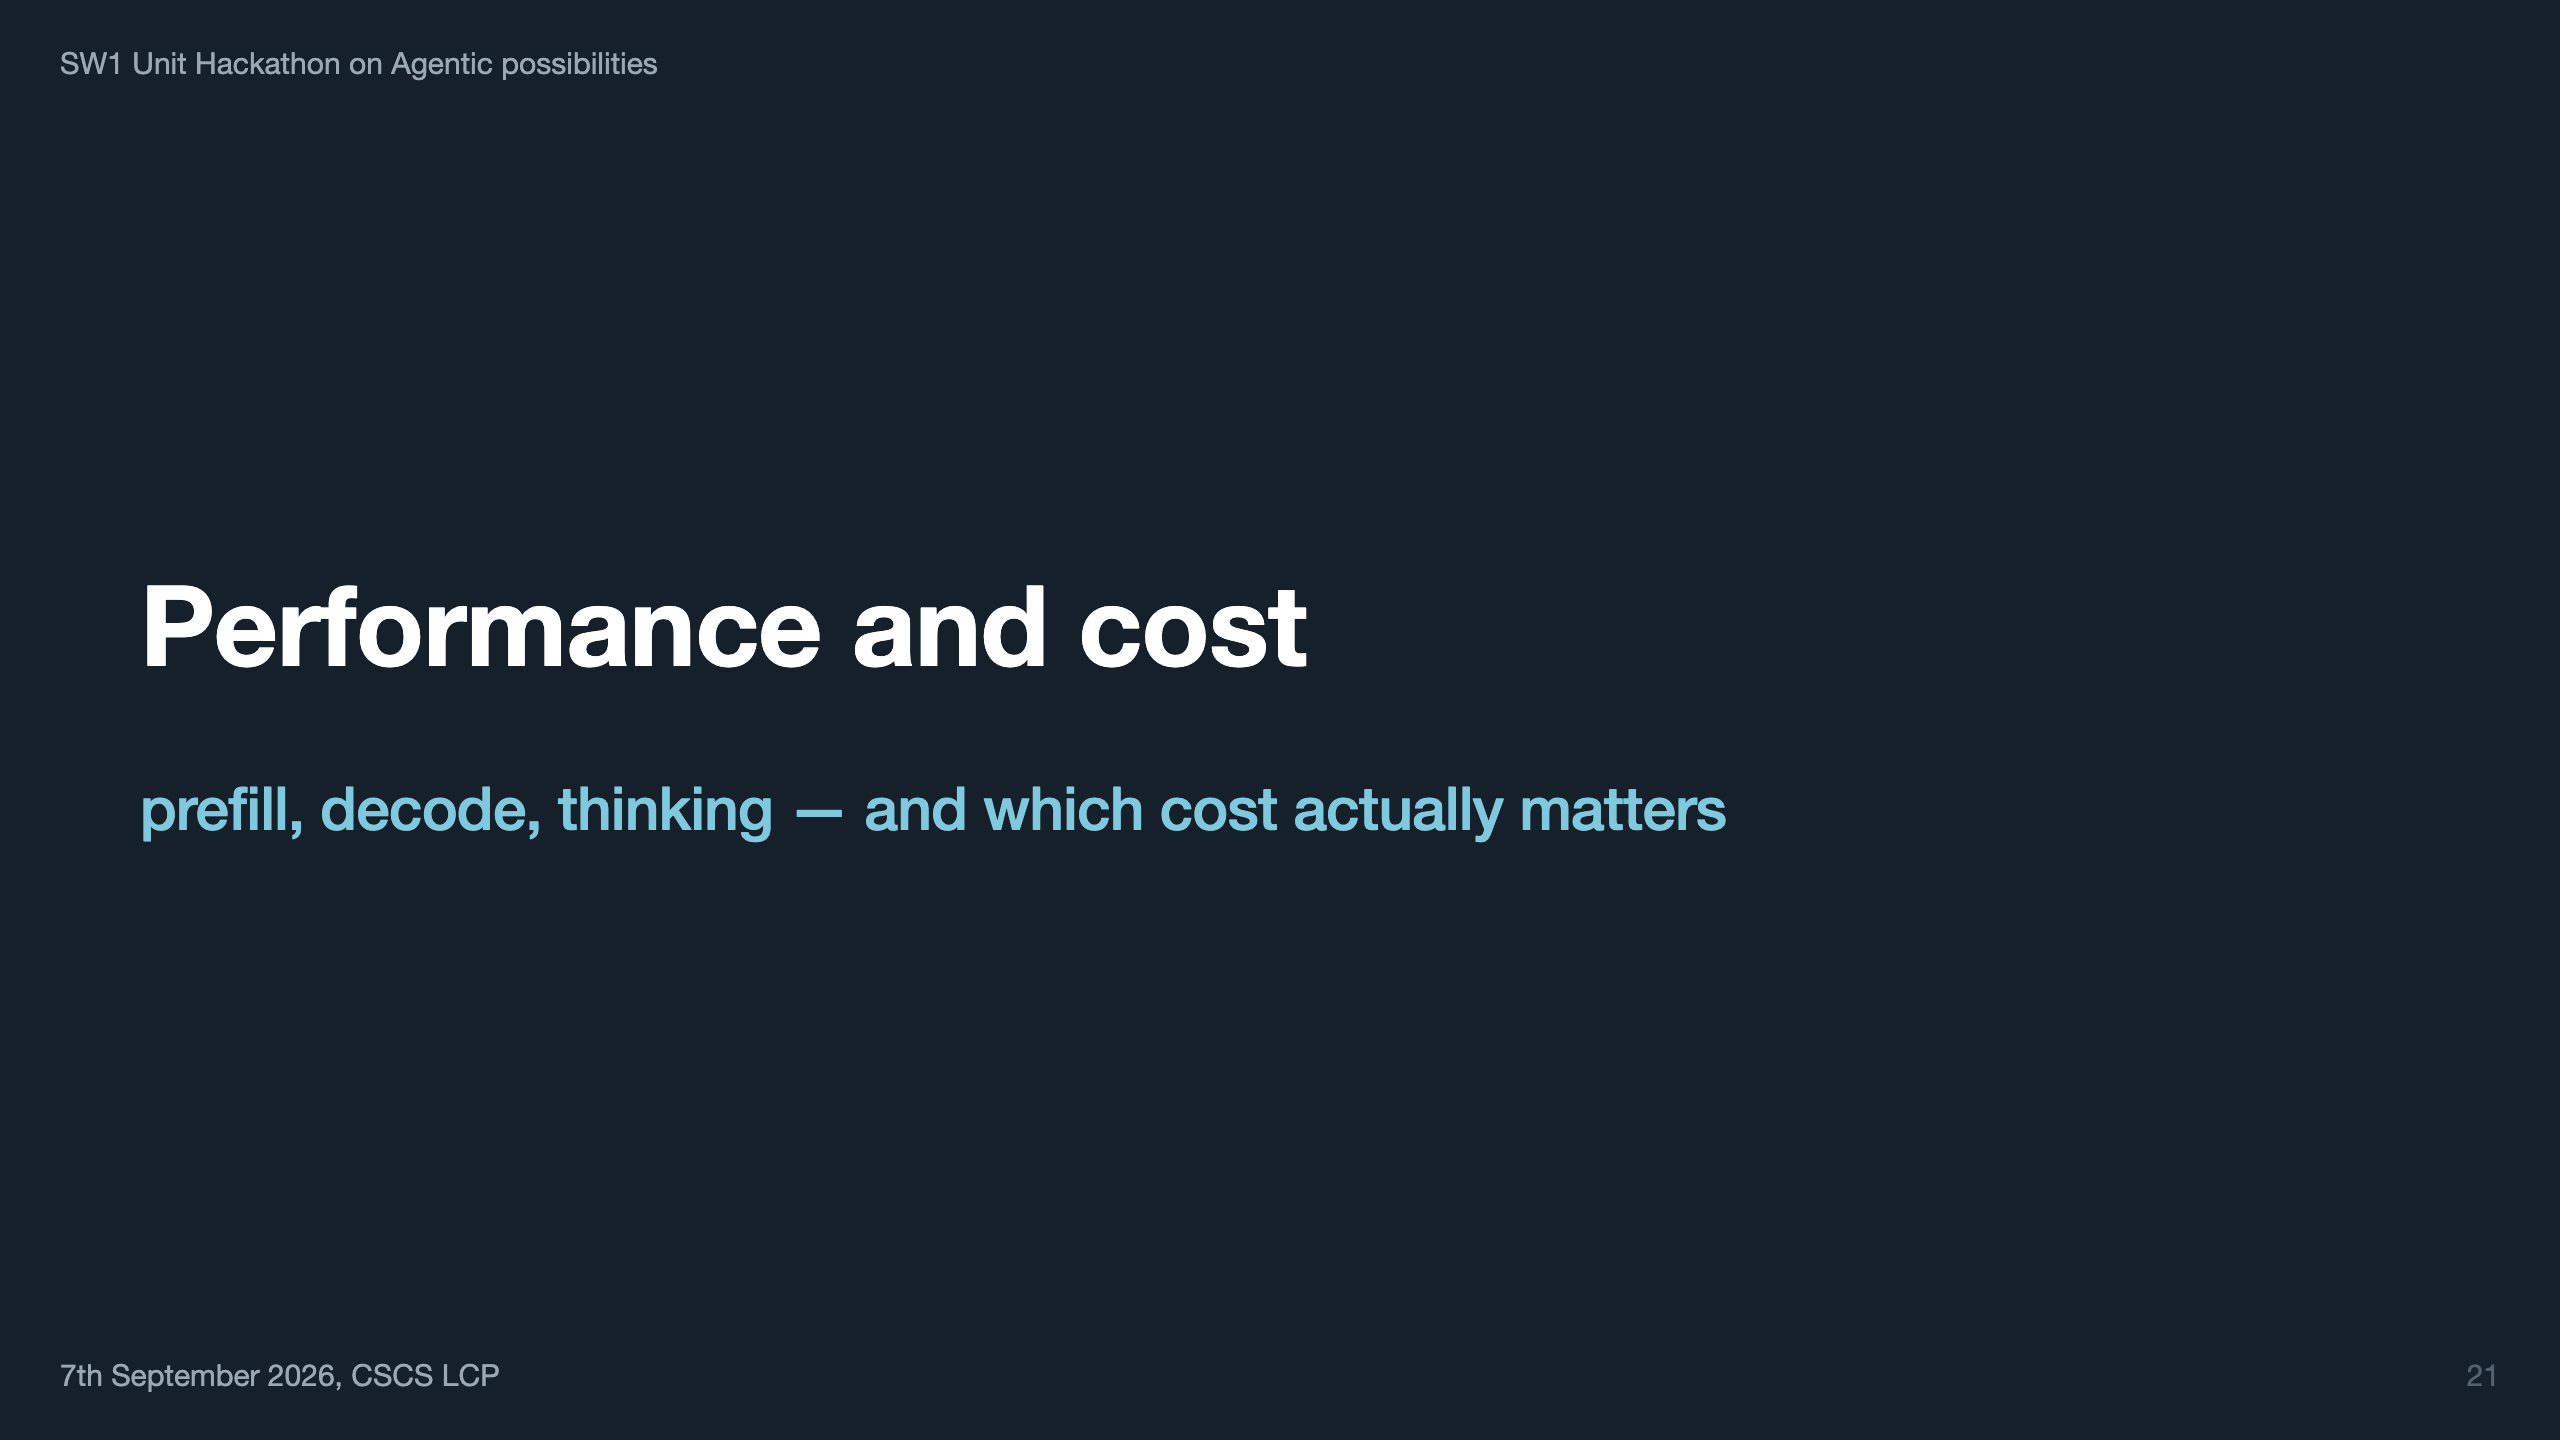 SW1 Unit Hackathon on Agentic possibilities
Performance and cost
prefill, decode, thinking — and which cost actually matters
7th September 2026, CSCS LCP
21